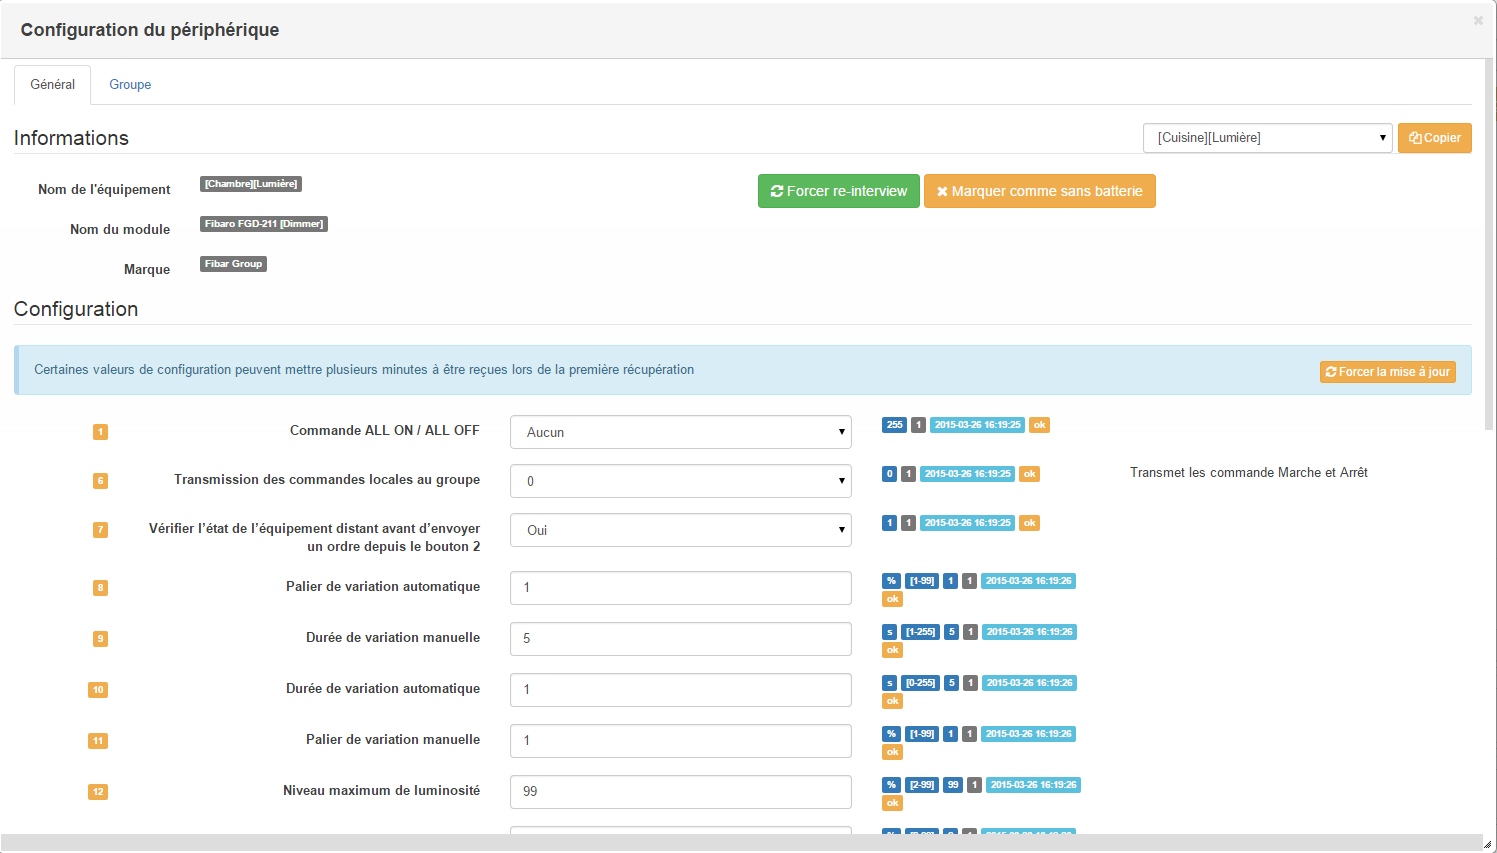 Configuration du périphérique
Général Groupe
Informations
[Cuisine][Lumière] Copier
Nom de l'équipement [Chambre][Lumière]
Forcer re-interview Marquer comme sans batterie
Nom du module Fibaro FGD-211 [Dimmer]
Marque Fibar Group
Configuration
Certaines valeurs de configuration peuvent mettre plusieurs minutes à être reçues lors de la première récupération Forcer la mise à jour
1 Commande ALL ON / ALL OFF Aucun 255 1 2015-03-26 16:19:25 ok
6 Transmission des commandes locales au groupe 0 0 1 2015-03-26 16:19:25 ok Transmet les commande Marche et Arrêt
7 Vérifier l’état de l’équipement distant avant d’envoyer
un ordre depuis le bouton 2 Oui 1 1 2015-03-26 16:19:25 ok
8 Palier de variation automatique 1 % [1-99] 1 1 2015-03-26 16:19:26
ok
9 Durée de variation manuelle 5 s [1-255] 5 1 2015-03-26 16:19:26
ok
10 Durée de variation automatique 1 s [0-255] 5 1 2015-03-26 16:19:26
ok
11 Palier de variation manuelle 1 % [1-99] 1 1 2015-03-26 16:19:26
ok
12 Niveau maximum de luminosité 99 % [2-99] 99 1 2015-03-26 16:19:26
ok